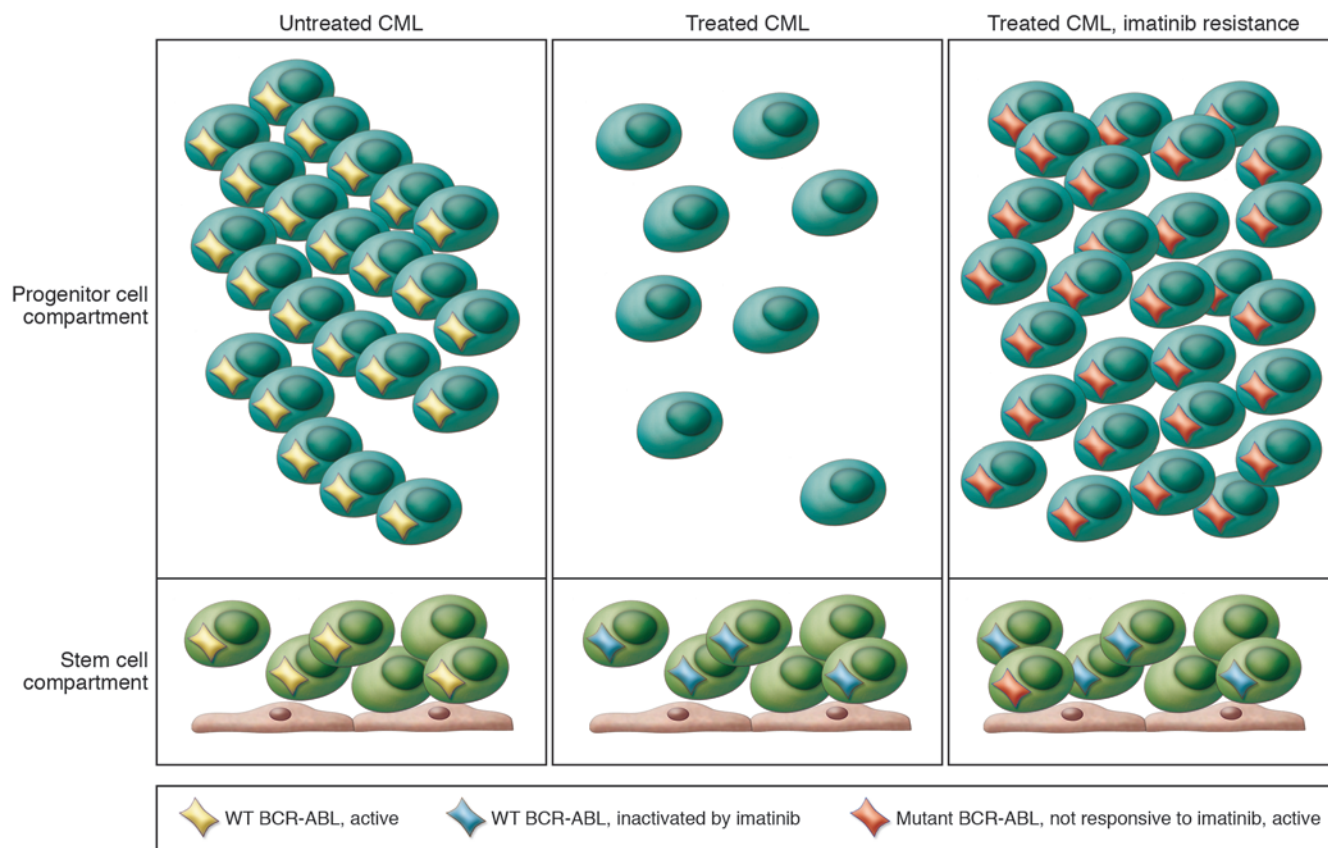 Untreated CML
Treated CML
Treated CML, imatinib resistance
Progenitor cell
compartment
Stem cell
compartment
WT BCR-ABL, active
WT BCR-ABL, inactivated by imatinib
Mutant BCR-ABL, not responsive to imatinib, active